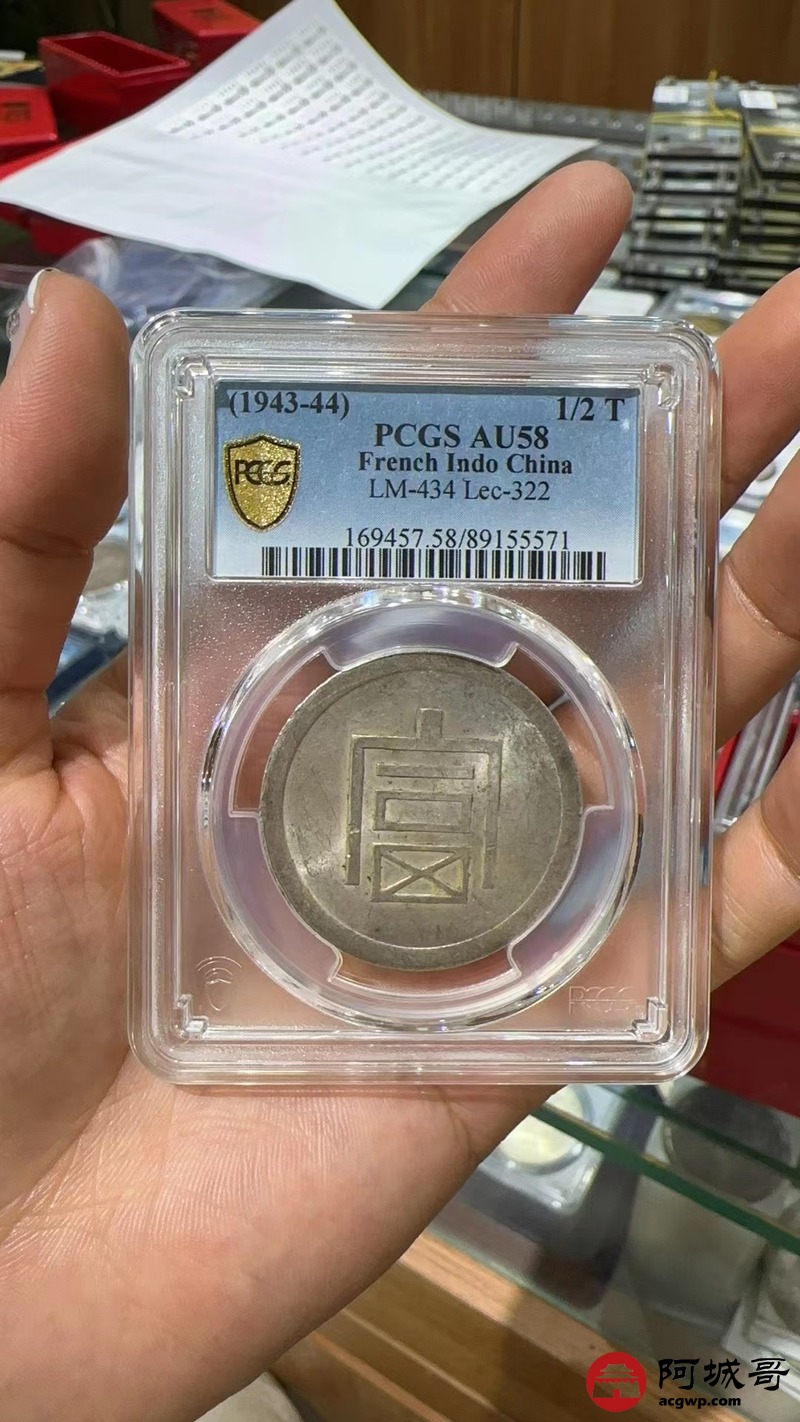 (1943-44) 1/2 T
PCGS AU58
PCGS
French Indo China
LM-434 Lec-322
169457.58/89155571
富
PCGS
阿城哥
acgwp.com